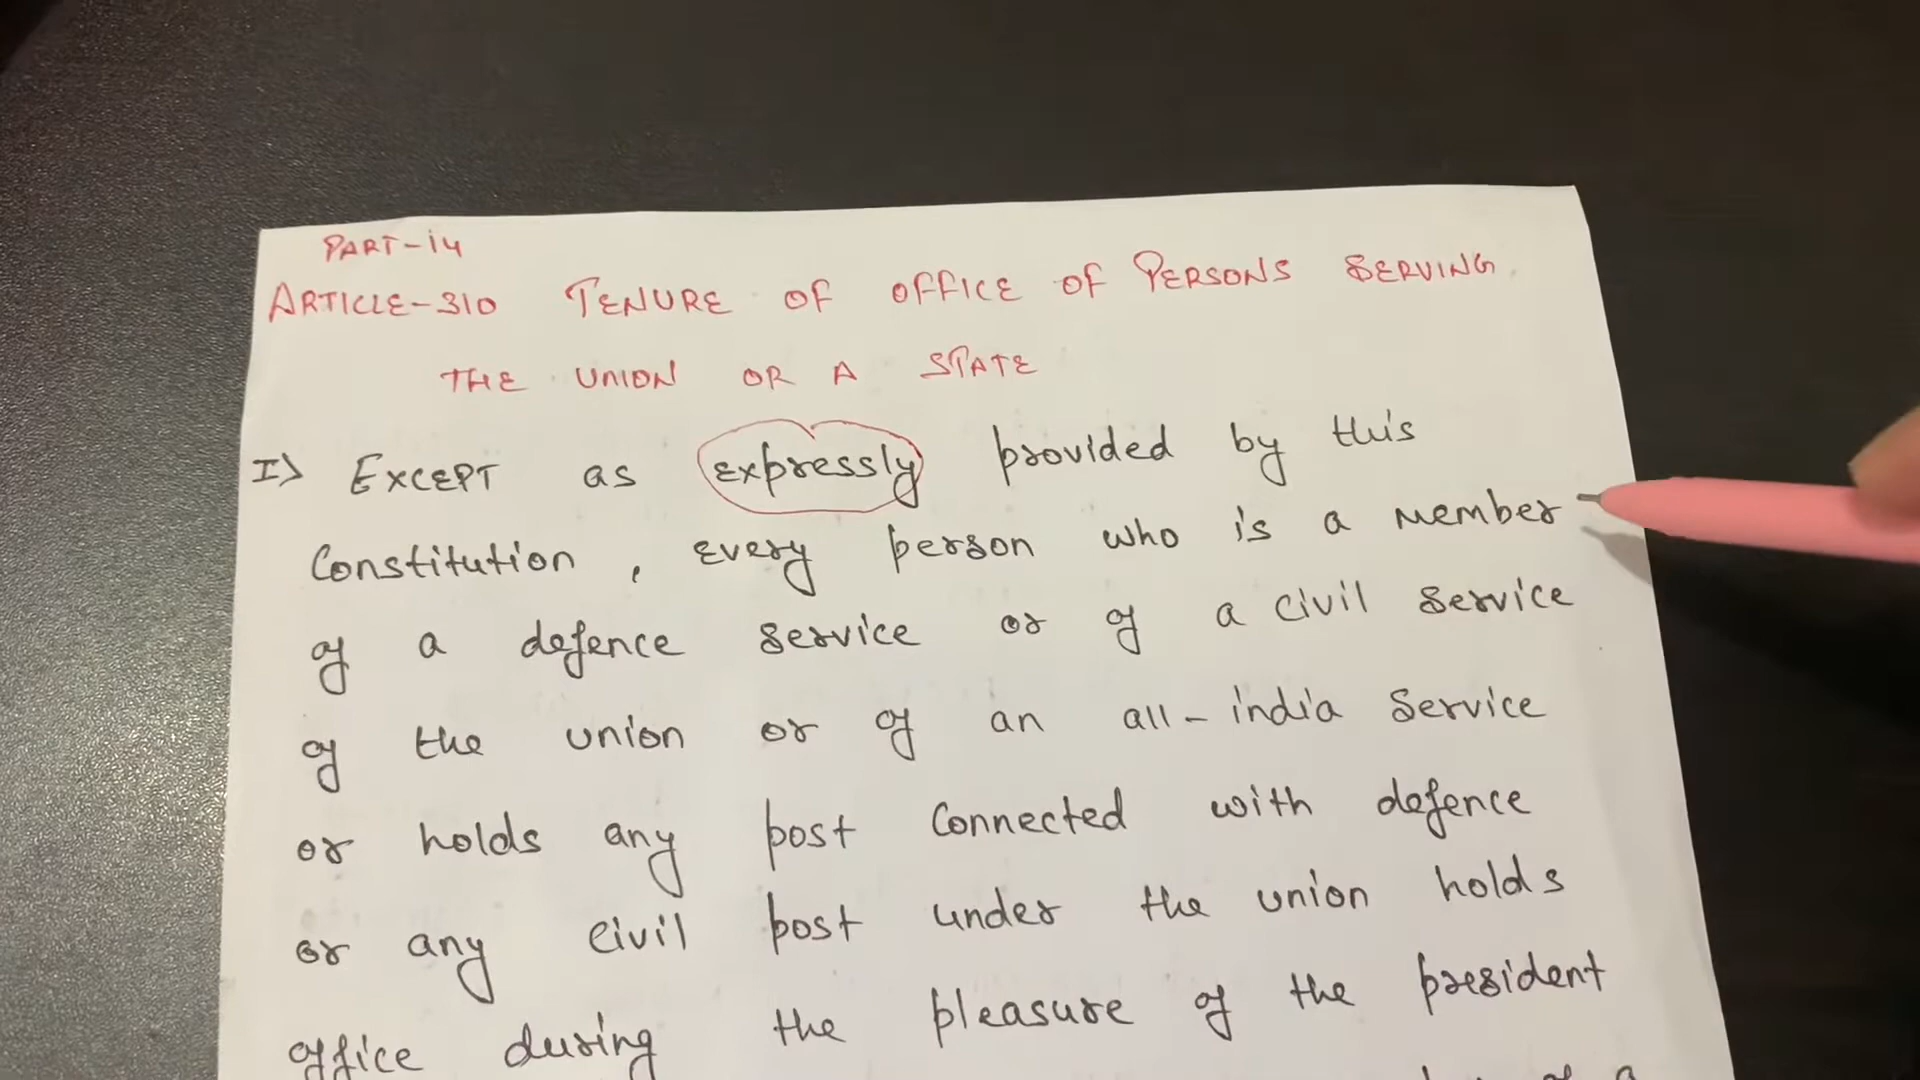 PART-14
ARTICLE-310 TENURE OF OFFICE OF PERSONS SERVING
THE UNION OR A STATE
I) EXCEPT as expressly provided by this
Constitution, every person who is a member
of a defence service or of a civil service
of the union or of an all-india service
or holds any post connected with defence
or any civil post under the union holds
office during the pleasure of the president